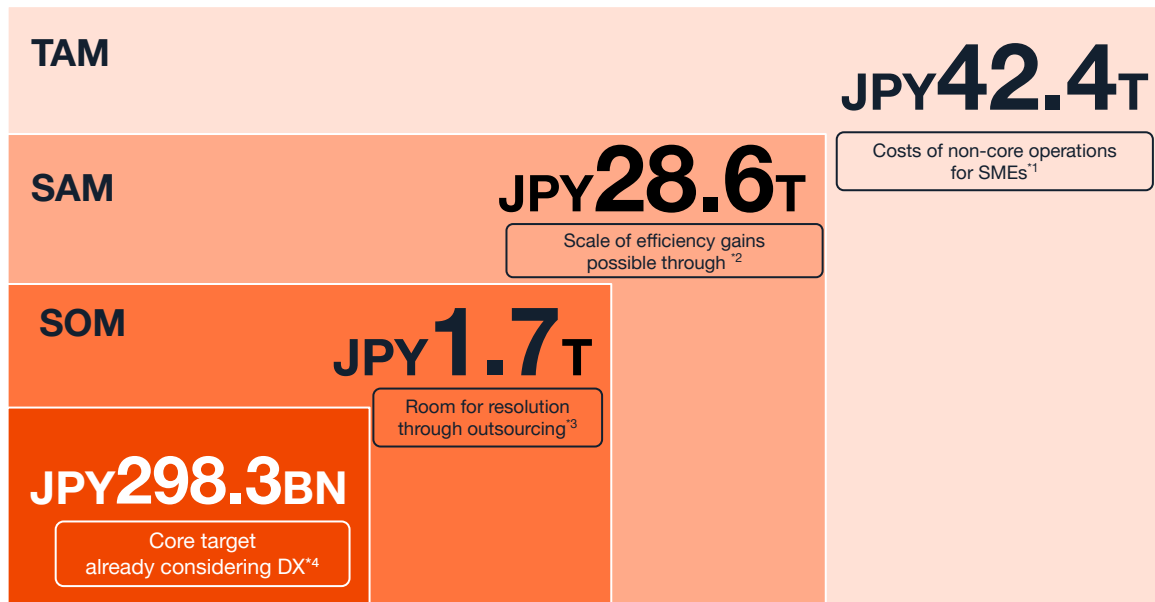 TAM
JPY42.4T
Costs of non-core operations
for SMEs*1
SAM
JPY28.6T
Scale of efficiency gains
possible through *2
SOM
JPY1.7T
Room for resolution
through outsourcing*3
JPY298.3BN
Core target
already considering DX*4